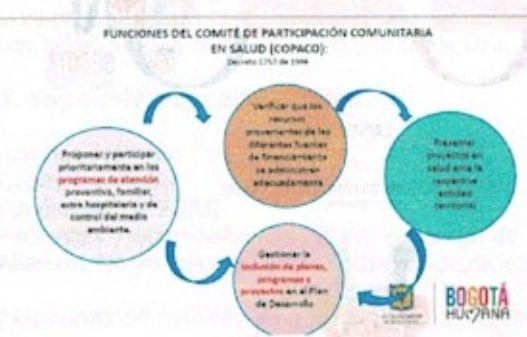 FUNCIONES DEL COMITÉ DE PARTICIPACIÓN COMUNITARIA
EN SALUD (COPACO):
Decreto 1757 de 1994
Proponer y participar
prioritariamente en los
programas de atención
preventiva, familiar,
extra hospitalaria y de
control del medio
ambiente.
Verificar que los
recursos
provenientes de las
diferentes fuentes
de financiamiento
se administren
adecuadamente
Presentar
proyectos en
salud ante la
respectiva
entidad
territorial
Gestionar la
inclusión de planes,
programas y
proyectos en el Plan
de Desarrollo
BOGOTÁ
HUMANA